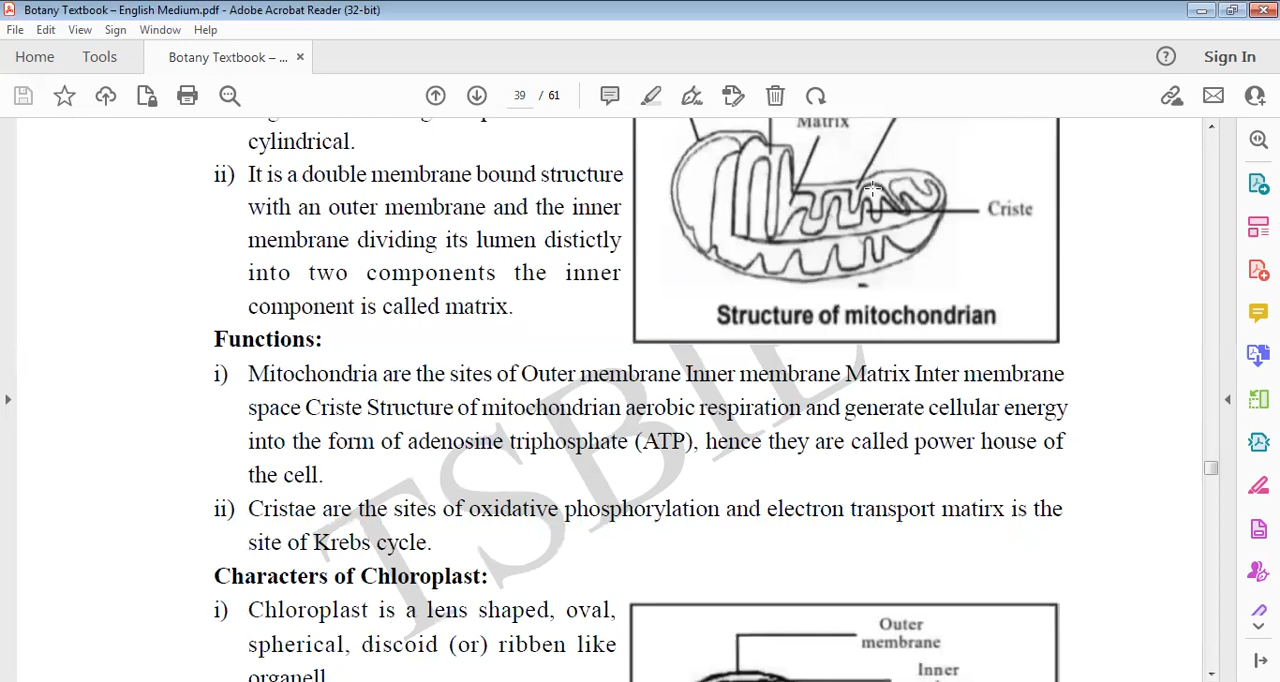 Botany Textbook – English Medium.pdf - Adobe Acrobat Reader (32-bit)
File Edit View Sign Window Help
Home Tools Botany Textbook – ... × Sign In
39 / 61
cylindrical.
ii) It is a double membrane bound structure
with an outer membrane and the inner
membrane dividing its lumen distictly
into two components the inner
component is called matrix.
Matrix
Criste
Structure of mitochondrian
Functions:
i) Mitochondria are the sites of Outer membrane Inner membrane Matrix Inter membrane
space Criste Structure of mitochondrian aerobic respiration and generate cellular energy
into the form of adenosine triphosphate (ATP), hence they are called power house of
the cell.
ii) Cristae are the sites of oxidative phosphorylation and electron transport matirx is the
site of Krebs cycle.
Characters of Chloroplast:
i) Chloroplast is a lens shaped, oval,
spherical, discoid (or) ribben like
organell
Outer
membrane
Inner
TSBIE